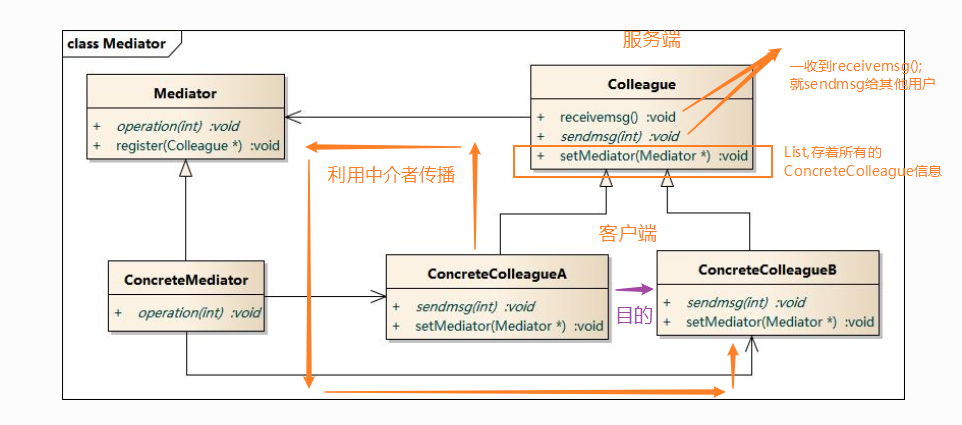 服务端
class Mediator
Mediator
+ operation(int) :void
+ register(Colleague *) :void
Colleague
+ receivemsg() :void
+ sendmsg(int) :void
+ setMediator(Mediator *) :void
一收到receivemsg();
就sendmsg给其他用户
List,存着所有的
ConcreteColleague信息
利用中介者传播
客户端
ConcreteMediator
+ operation(int) :void
ConcreteColleagueA
+ sendmsg(int) :void
+ setMediator(Mediator *) :void
目的
ConcreteColleagueB
+ sendmsg(int) :void
+ setMediator(Mediator *) :void